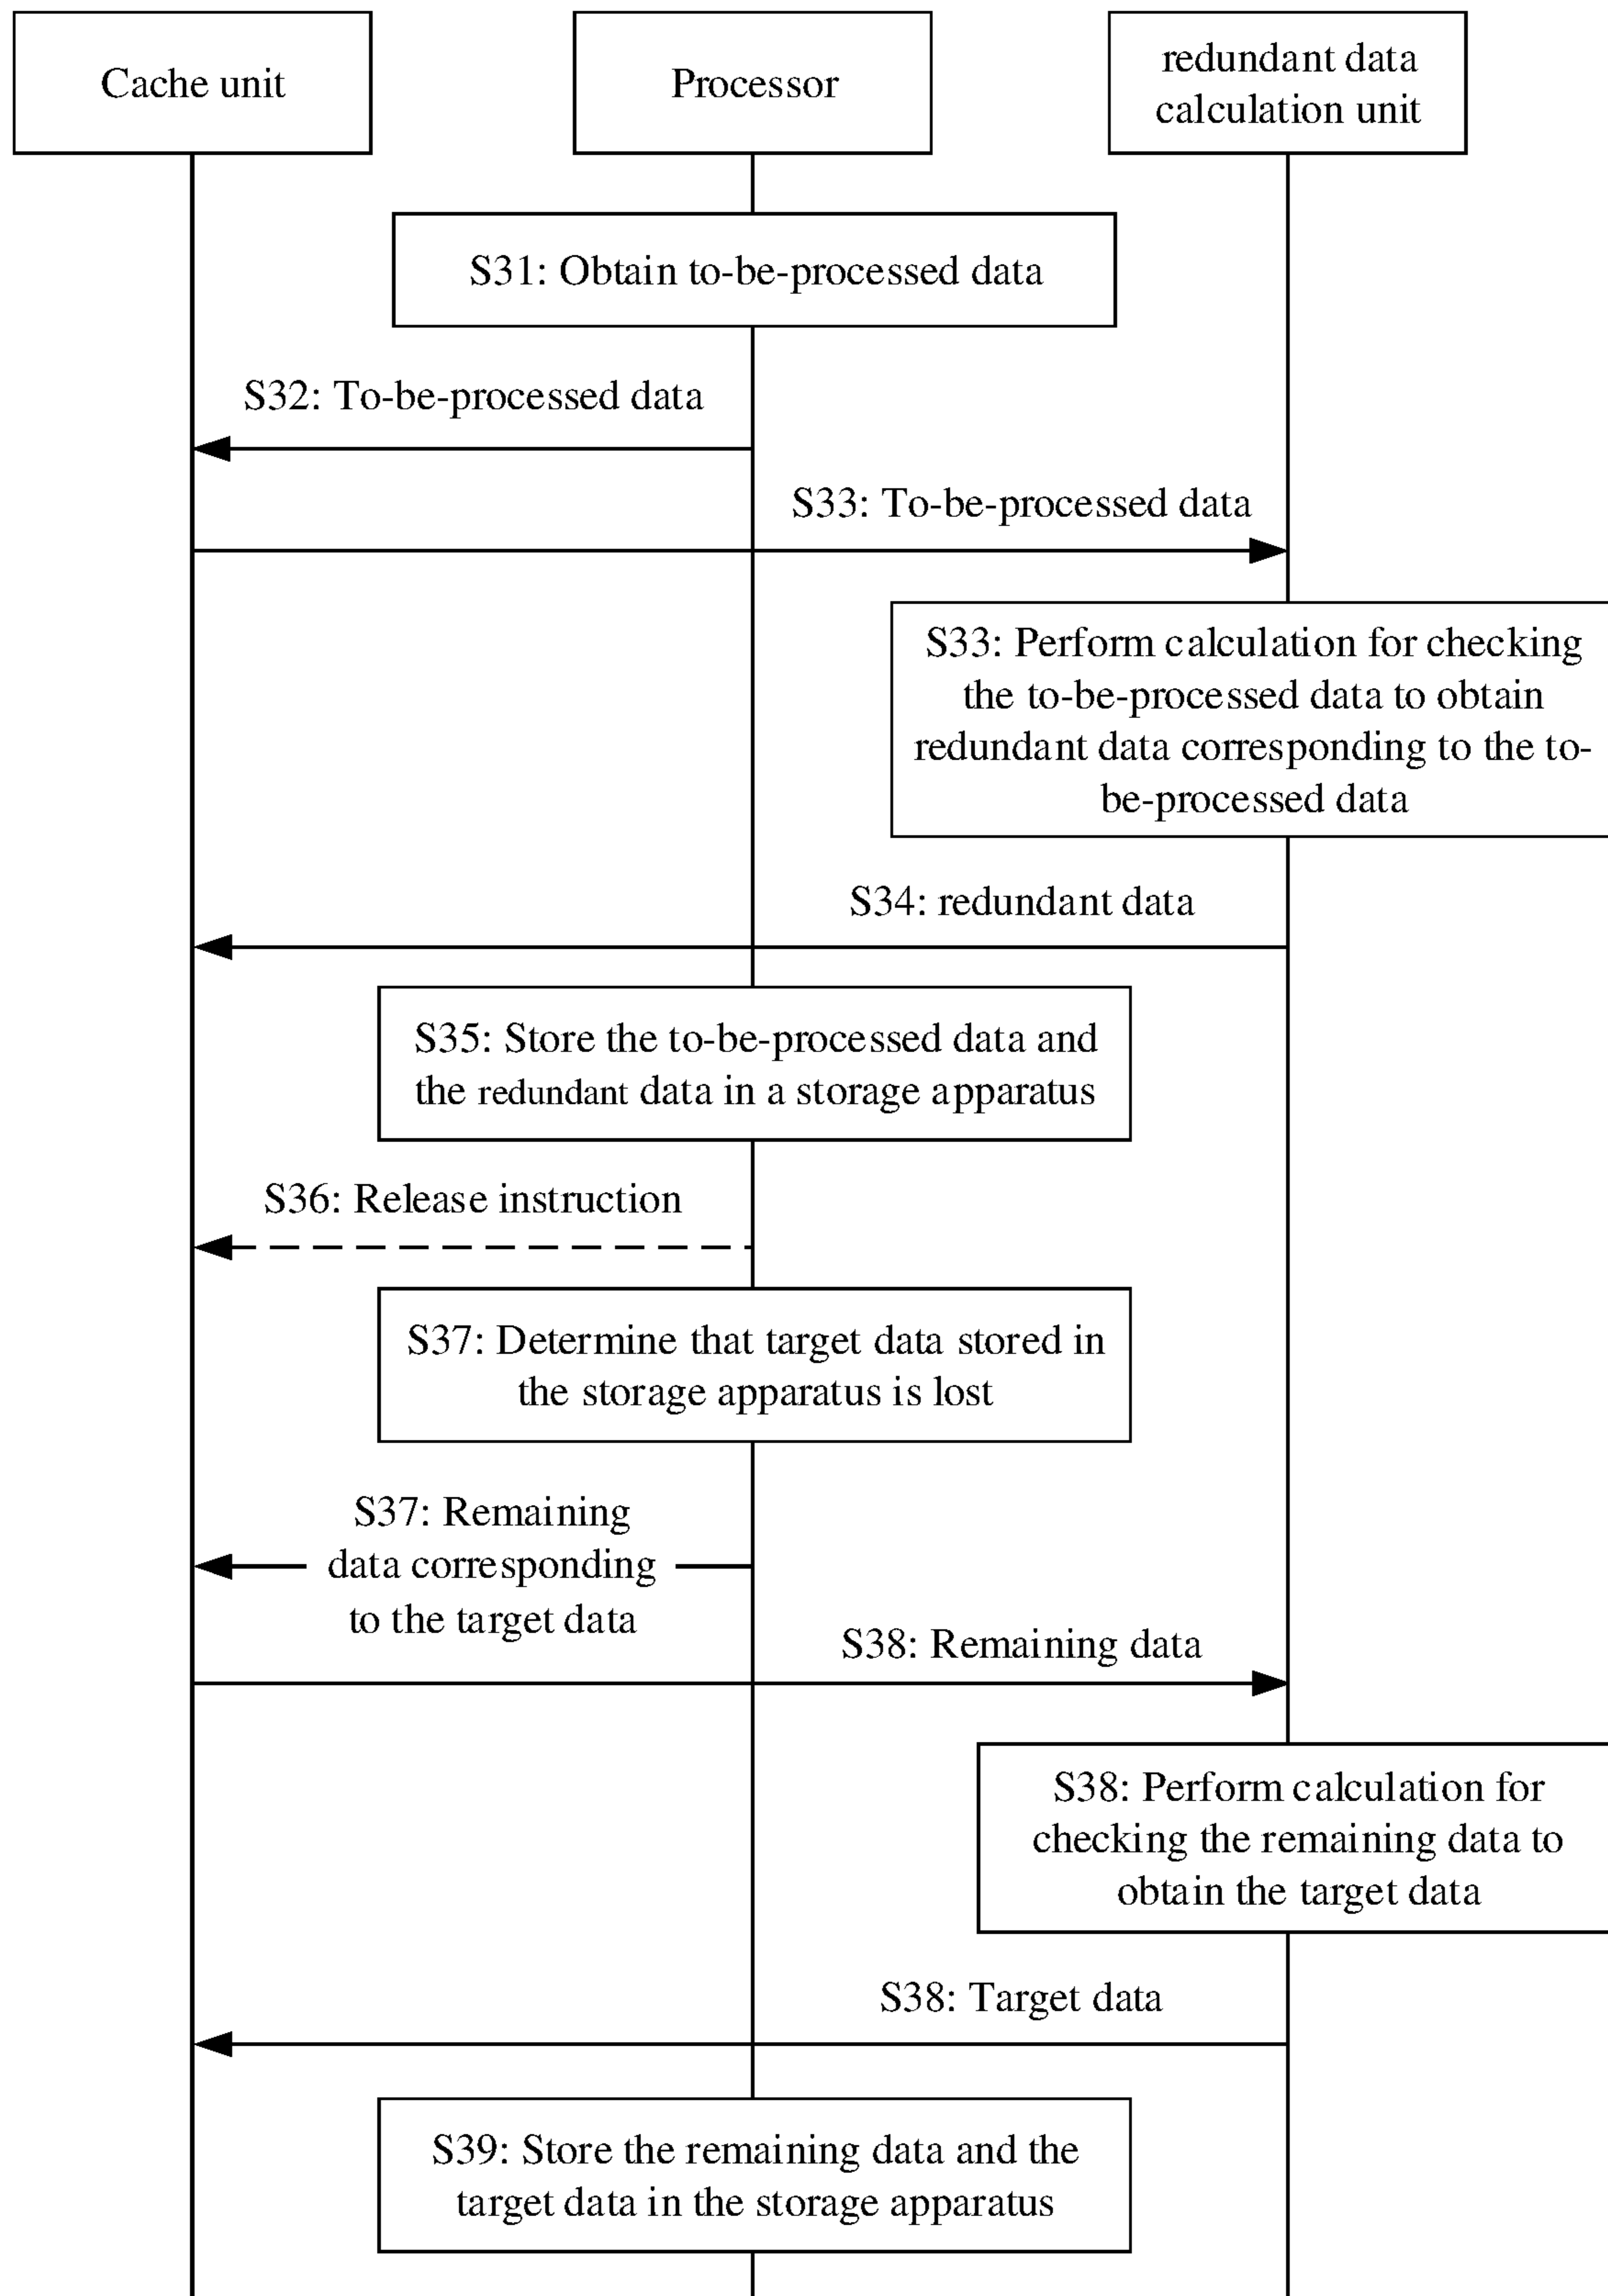 Cache unit
Processor
redundant data
calculation unit
S31: Obtain to-be-processed data
S32: To-be-processed data
S33: To-be-processed data
S33: Perform calculation for checking
the to-be-processed data to obtain
redundant data corresponding to the to-
be-processed data
S34: redundant data
S35: Store the to-be-processed data and
the redundant data in a storage apparatus
S36: Release instruction
S37: Determine that target data stored in
the storage apparatus is lost
S37: Remaining
data corresponding
to the target data
S38: Remaining data
S38: Perform calculation for
checking the remaining data to
obtain the target data
S38: Target data
S39: Store the remaining data and the
target data in the storage apparatus